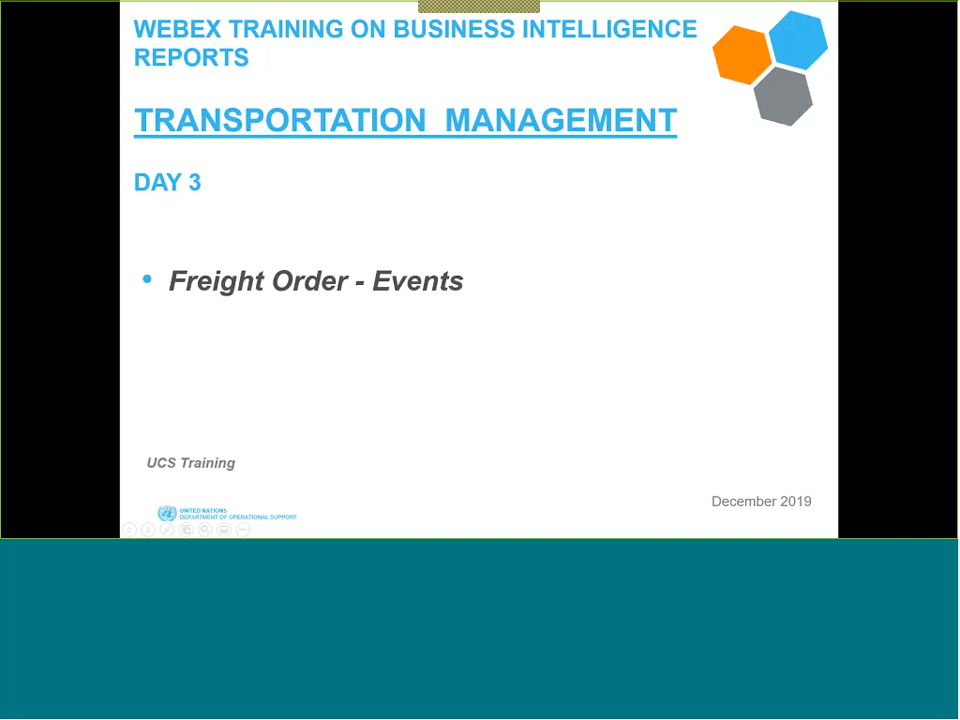 WEBEX TRAINING ON BUSINESS INTELLIGENCE
REPORTS
TRANSPORTATION MANAGEMENT
DAY 3
• Freight Order - Events
UCS Training
UNITED NATIONS
DEPARTMENT OF OPERATIONAL SUPPORT
December 2019